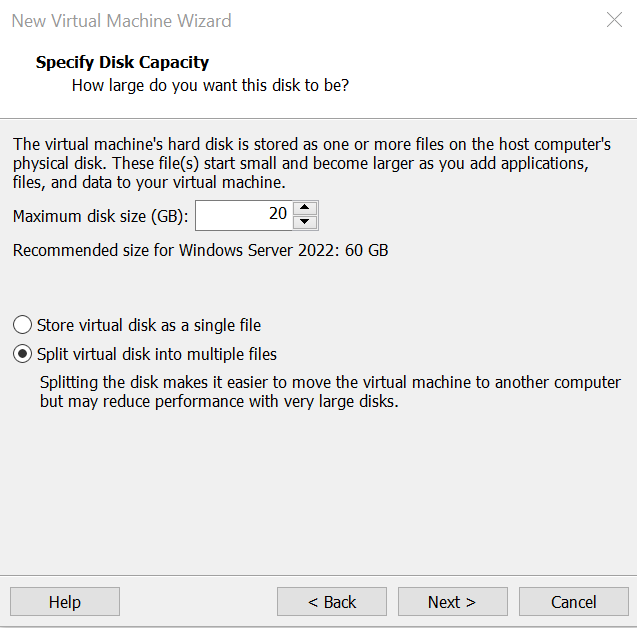 New Virtual Machine Wizard
Specify Disk Capacity
How large do you want this disk to be?
The virtual machine's hard disk is stored as one or more files on the host computer's
physical disk. These file(s) start small and become larger as you add applications,
files, and data to your virtual machine.
Maximum disk size (GB): 20
Recommended size for Windows Server 2022: 60 GB
Store virtual disk as a single file
Split virtual disk into multiple files
Splitting the disk makes it easier to move the virtual machine to another computer
but may reduce performance with very large disks.
Help < Back Next > Cancel